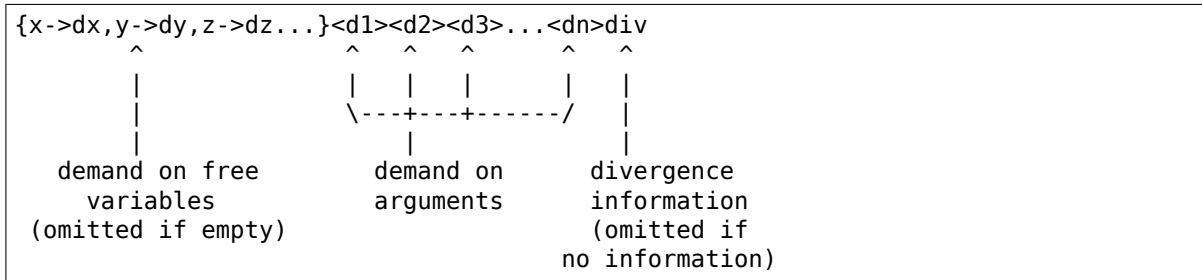 {x->dx,y->dy,z->dz...}<d1><d2><d3>...<dn>div
        ^              ^   ^   ^      ^   ^
        |              |   |   |      |   |
        |              \---+---+------/   |
        |                  |              |
   demand on free        demand on      divergence
     variables           arguments      information
 (omitted if empty)                     (omitted if
                                      no information)